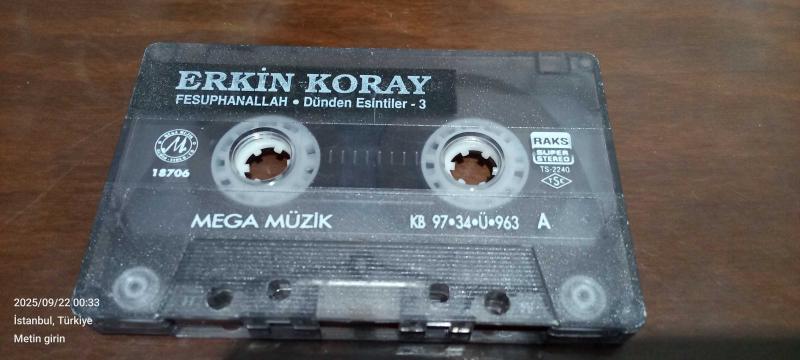 ERKİN KORAY
FESUPHANALLAH • Dünden Esintiler - 3
M
18706
RAKS
SUPER
STEREO
TS-2240
TSE
MEGA MÜZİK
KB 97•34•Ü•963 A
2025/09/22 00:33
İstanbul, Türkiye
Metin girin